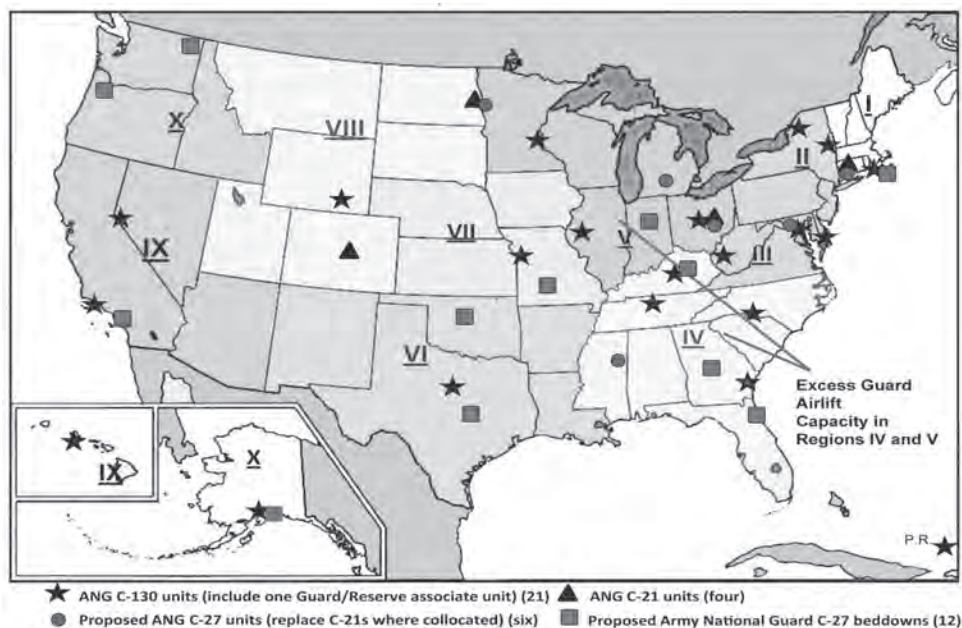 I
X
VIII
II
VII
V
IX
III
IV
VI
Excess Guard
Airlift
Capacity in
Regions IV and V
X
IX
P.R.
ANG C-130 units (include one Guard/Reserve associate unit) (21)
ANG C-21 units (four)
Proposed ANG C-27 units (replace C-21s where collocated) (six)
Proposed Army National Guard C-27 beddowns (12)